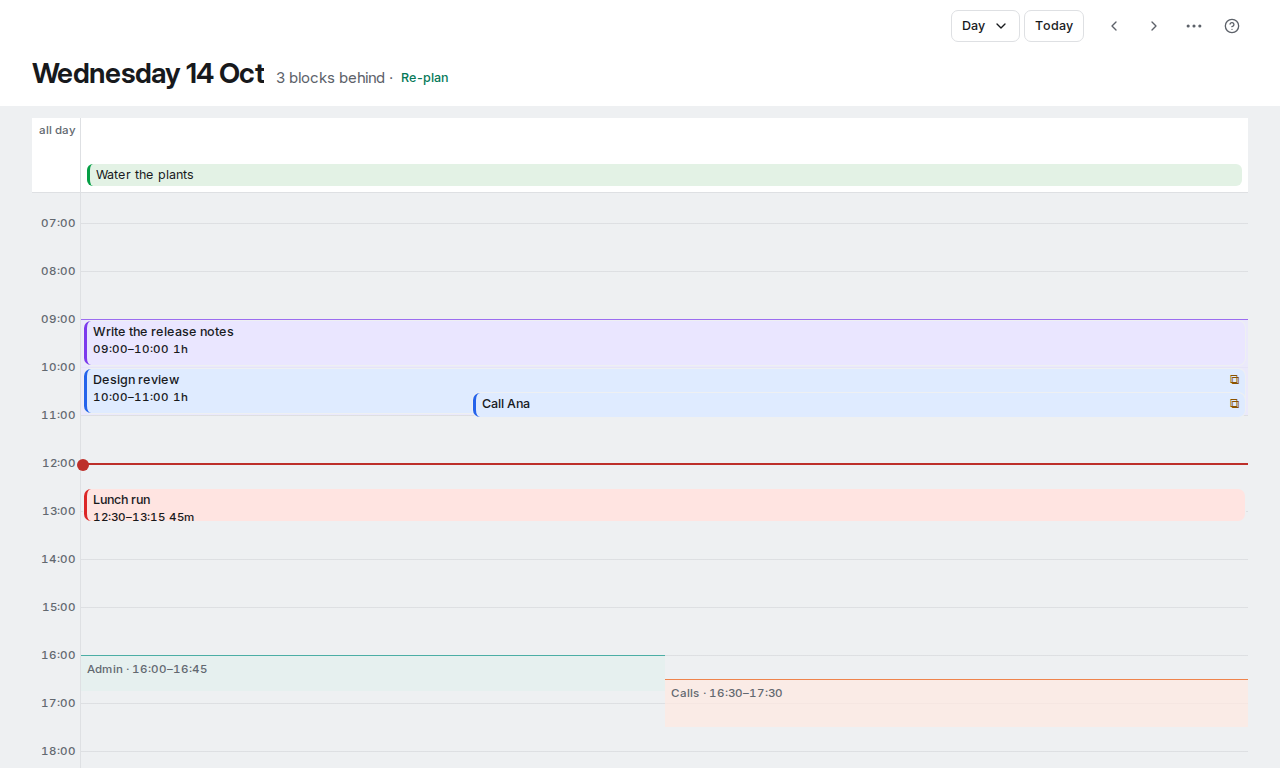 Day
Today
Wednesday 14 Oct
3 blocks behind · Re-plan
all day
Water the plants
07:00
08:00
09:00
Write the release notes
09:00–10:00 1h
10:00
Design review
10:00–11:00 1h
Call Ana
11:00
12:00
Lunch run
12:30–13:15 45m
13:00
14:00
15:00
16:00
Admin · 16:00–16:45
Calls · 16:30–17:30
17:00
18:00